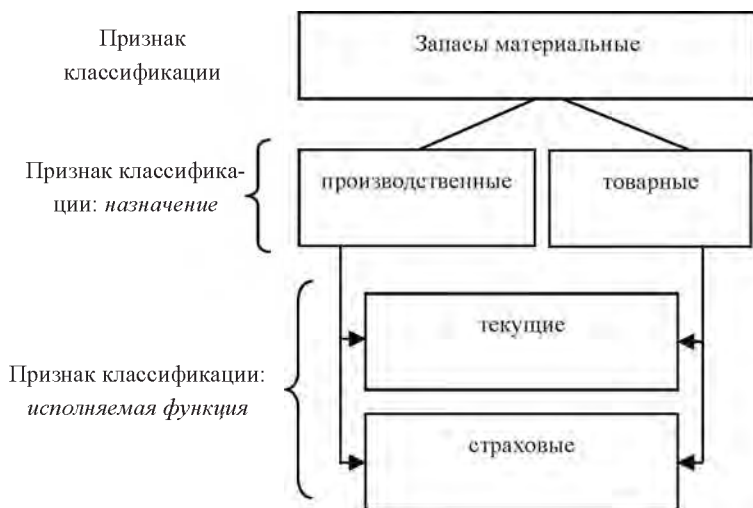 Признак
классификации
Запасы материальные
Признак классифика-
ции: назначение
производственные
товарные
Признак классификации:
исполняемая функция
текущие
страховые